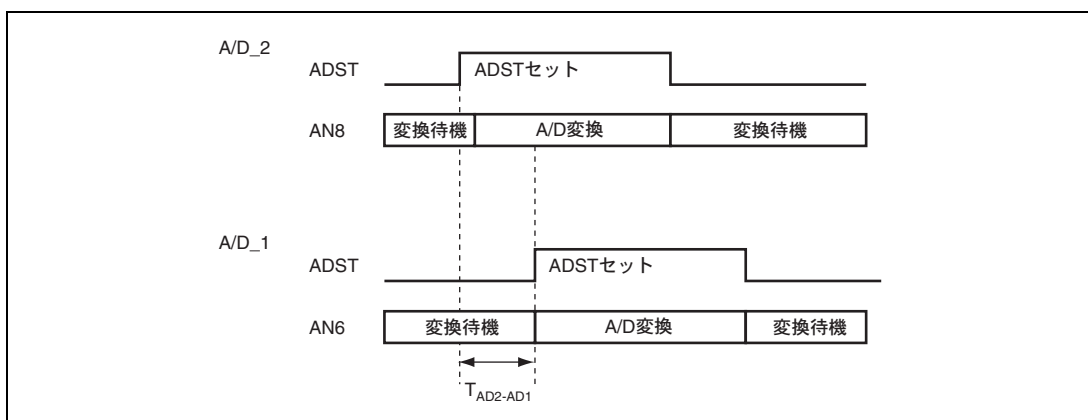 A/D_2
ADST
ADSTセット
AN8
変換待機
A/D変換
変換待機
A/D_1
ADST
ADSTセット
AN6
変換待機
A/D変換
変換待機
TAD2-AD1